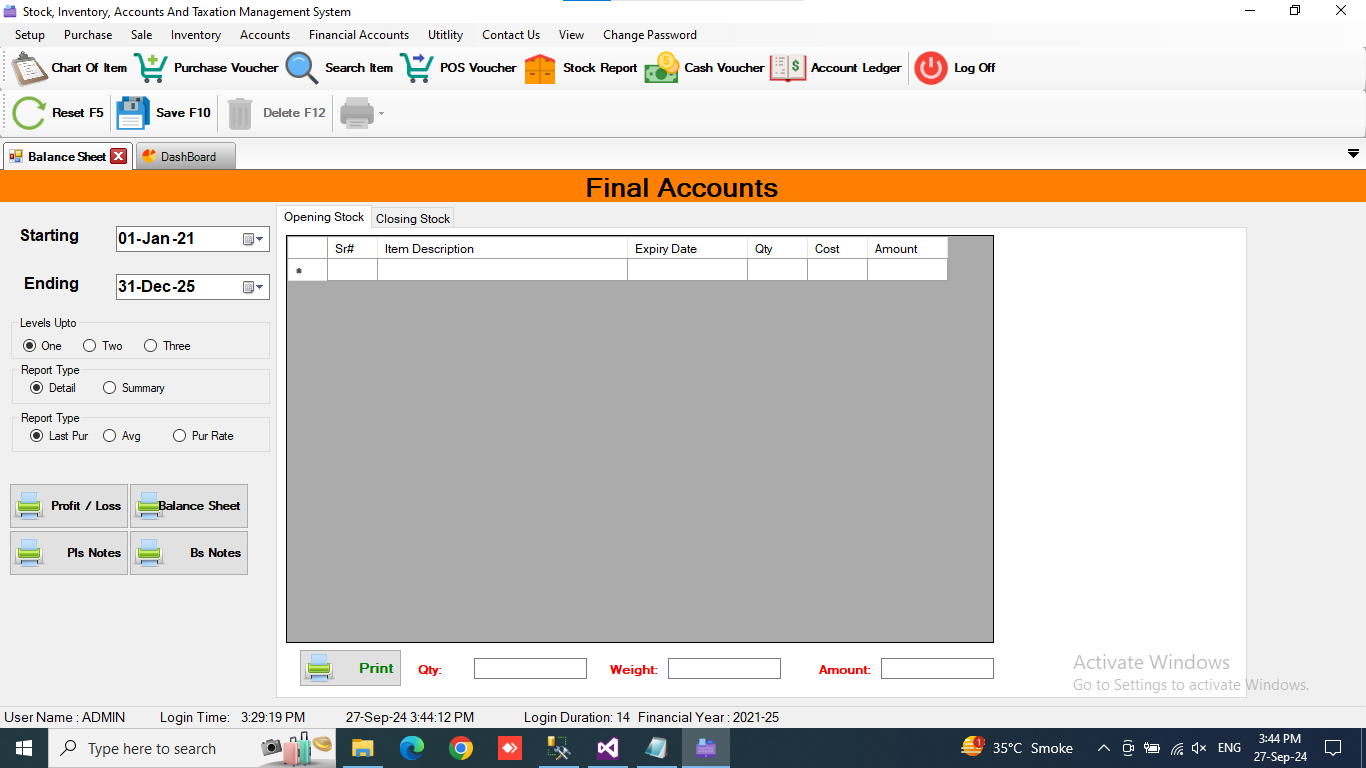 Stock, Inventory, Accounts And Taxation Management System
Setup Purchase Sale Inventory Accounts Financial Accounts Utitlity Contact Us View Change Password
Chart Of Item Purchase Voucher Search Item POS Voucher Stock Report Cash Voucher Account Ledger Log Off
Reset F5 Save F10 Delete F12
Balance Sheet DashBoard
Final Accounts
Opening Stock Closing Stock
Starting 01-Jan-21
Ending 31-Dec-25
Levels Upto
One Two Three
Report Type
Detail Summary
Report Type
Last Pur Avg Pur Rate
Profit / Loss Balance Sheet
Pls Notes Bs Notes
Sr# Item Description Expiry Date Qty Cost Amount
Print Qty: Weight: Amount:
Activate Windows
Go to Settings to activate Windows.
User Name : ADMIN Login Time: 3:29:19 PM 27-Sep-24 3:44:12 PM Login Duration: 14 Financial Year : 2021-25
Type here to search 35°C Smoke ENG 3:44 PM
27-Sep-24